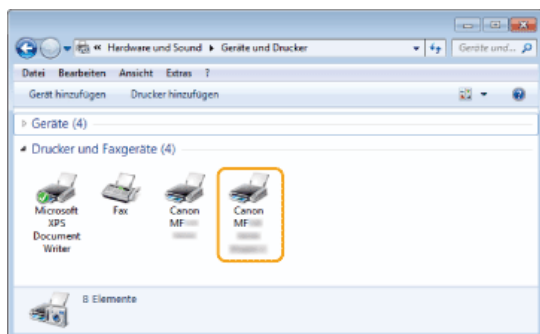 « Hardware und Sound ▸ Geräte und Drucker
Geräte und...
Datei Bearbeiten Ansicht Extras ?
Gerät hinzufügen Drucker hinzufügen
Geräte (4)
Drucker und Faxgeräte (4)
Microsoft
XPS
Document
Writer
Fax
Canon
MF
Canon
MF
8 Elemente